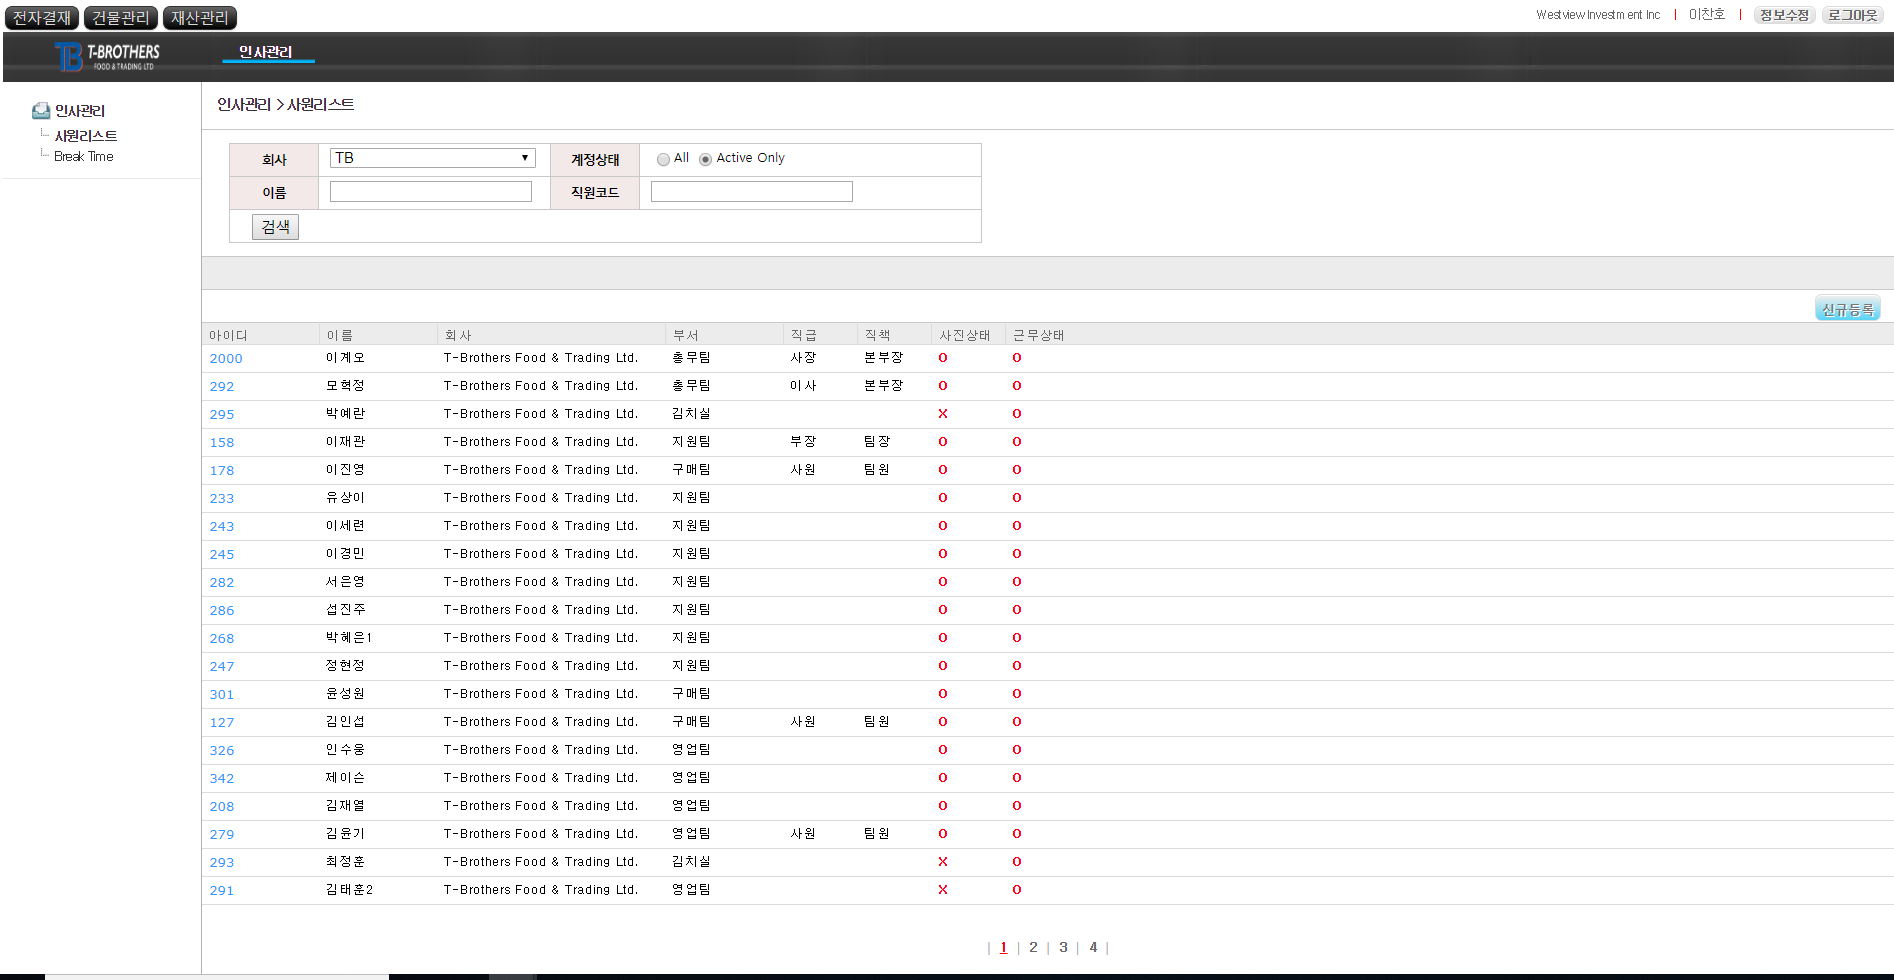 전자결재 건물관리 재산관리
Westview Investment Inc | 이찬호 | 정보수정 로그아웃
TB T-BROTHERS FOOD & TRADING LTD 인사관리
인사관리
사원리스트
Break Time
인사관리 > 사원리스트
회사 TB 계정상태 All Active Only
이름 직원코드
검색
신규등록
아이디 이름 회사 부서 직급 직책 사진상태 근무상태
2000 이계오 T-Brothers Food & Trading Ltd. 총무팀 사장 본부장 O O
292 모혁정 T-Brothers Food & Trading Ltd. 총무팀 이사 본부장 O O
295 박예란 T-Brothers Food & Trading Ltd. 김치실 X O
158 이재관 T-Brothers Food & Trading Ltd. 지원팀 부장 팀장 O O
178 이진영 T-Brothers Food & Trading Ltd. 구매팀 사원 팀원 O O
233 유상이 T-Brothers Food & Trading Ltd. 지원팀 O O
243 이세련 T-Brothers Food & Trading Ltd. 지원팀 O O
245 이경민 T-Brothers Food & Trading Ltd. 지원팀 O O
282 서은영 T-Brothers Food & Trading Ltd. 지원팀 O O
286 섭진주 T-Brothers Food & Trading Ltd. 지원팀 O O
268 박혜은1 T-Brothers Food & Trading Ltd. 지원팀 O O
247 정현정 T-Brothers Food & Trading Ltd. 지원팀 O O
301 윤성원 T-Brothers Food & Trading Ltd. 구매팀 O O
127 김인섭 T-Brothers Food & Trading Ltd. 구매팀 사원 팀원 O O
326 인수웅 T-Brothers Food & Trading Ltd. 영업팀 O O
342 제이슨 T-Brothers Food & Trading Ltd. 영업팀 O O
208 김재열 T-Brothers Food & Trading Ltd. 영업팀 O O
279 김윤기 T-Brothers Food & Trading Ltd. 영업팀 사원 팀원 O O
293 최정훈 T-Brothers Food & Trading Ltd. 김치실 X O
291 김태훈2 T-Brothers Food & Trading Ltd. 영업팀 X O
| 1 | 2 | 3 | 4 |